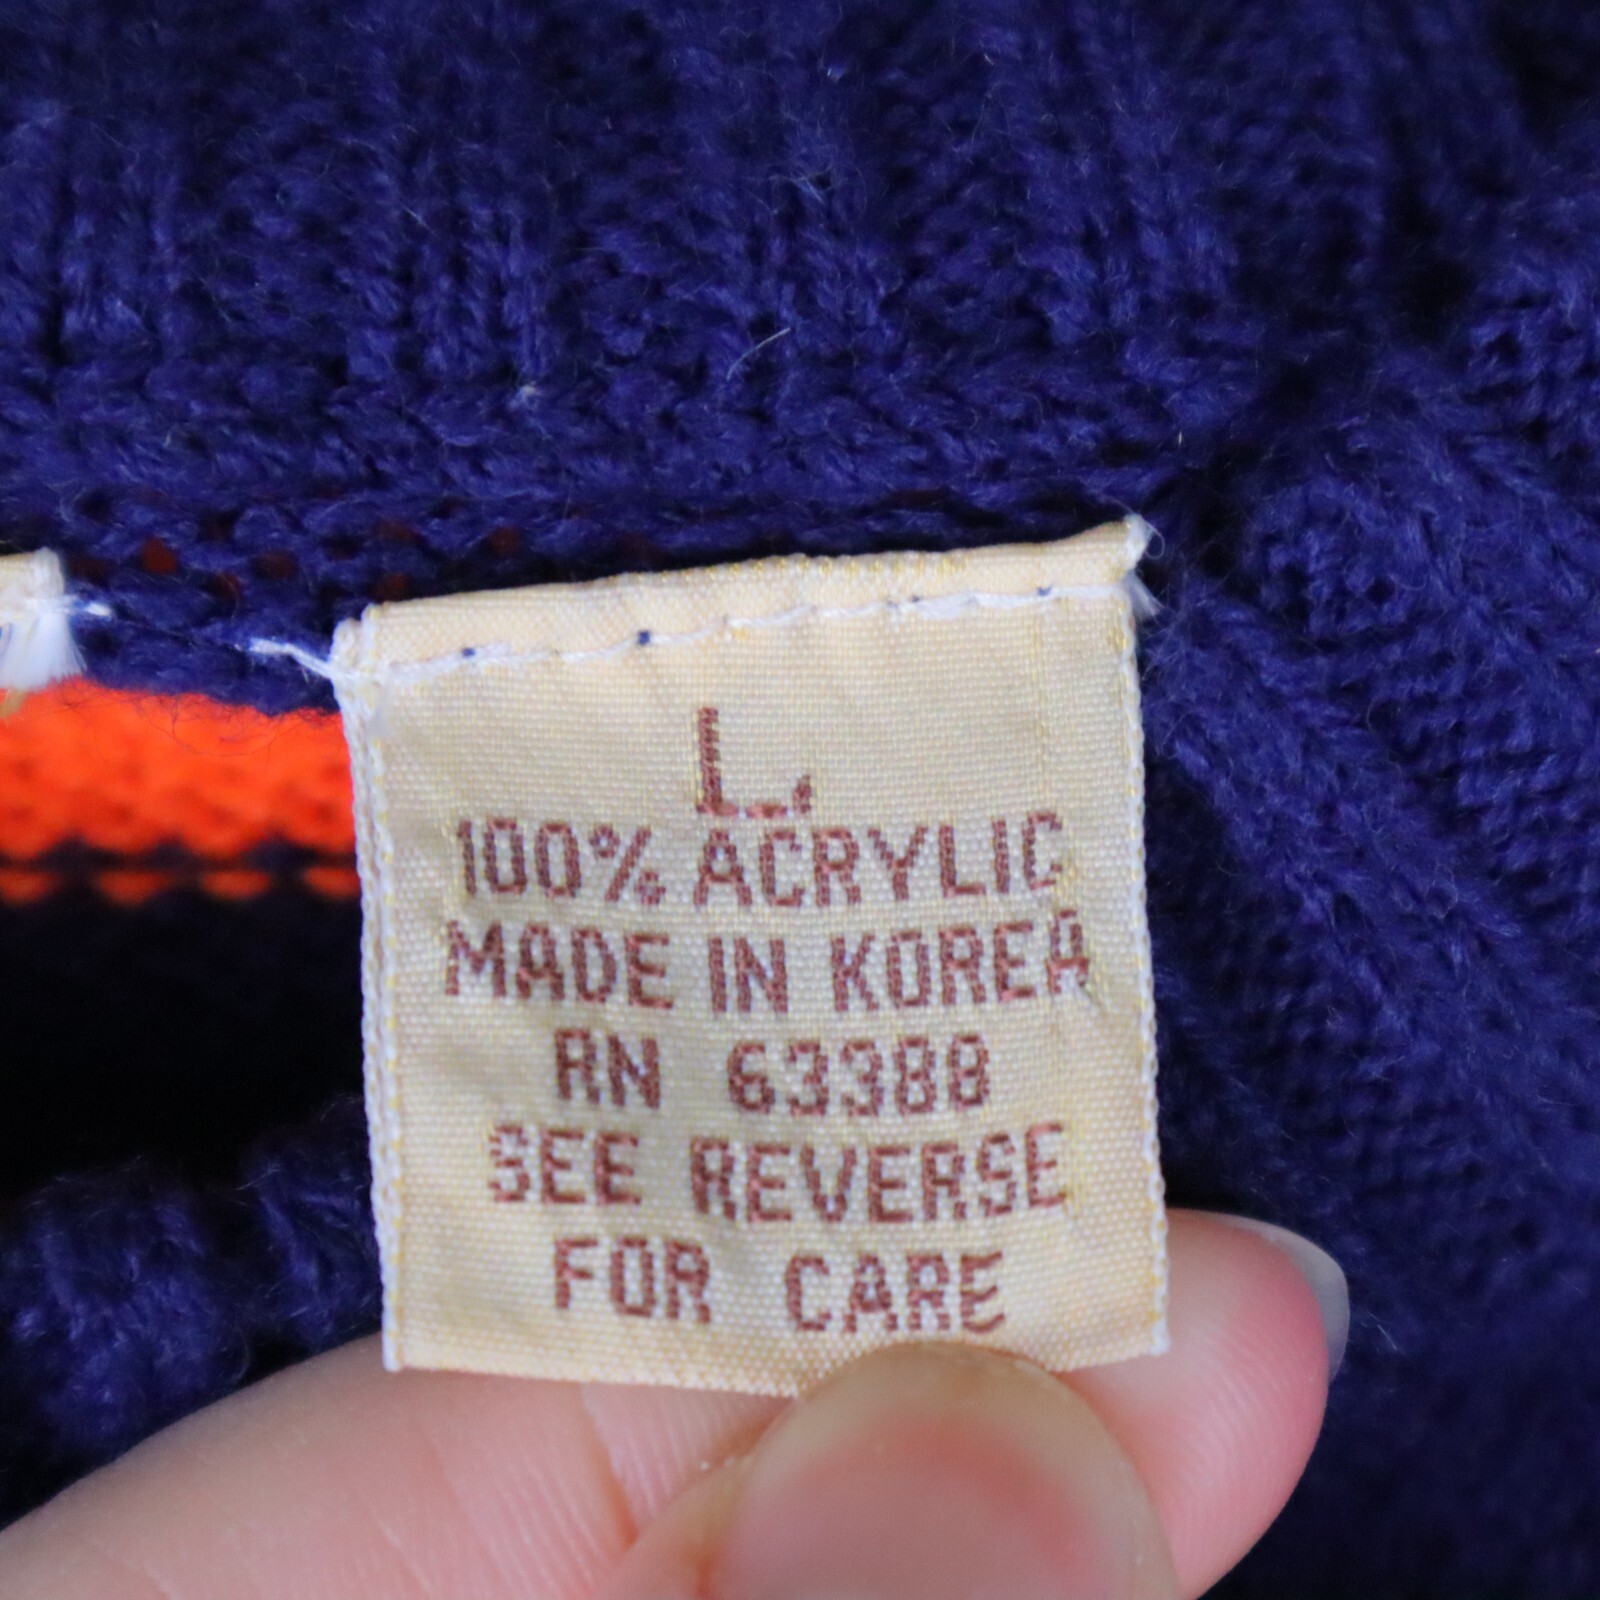 L.
100% ACRYLIC
MADE IN KOREA
RN 63388
SEE REVERSE
FOR CARE